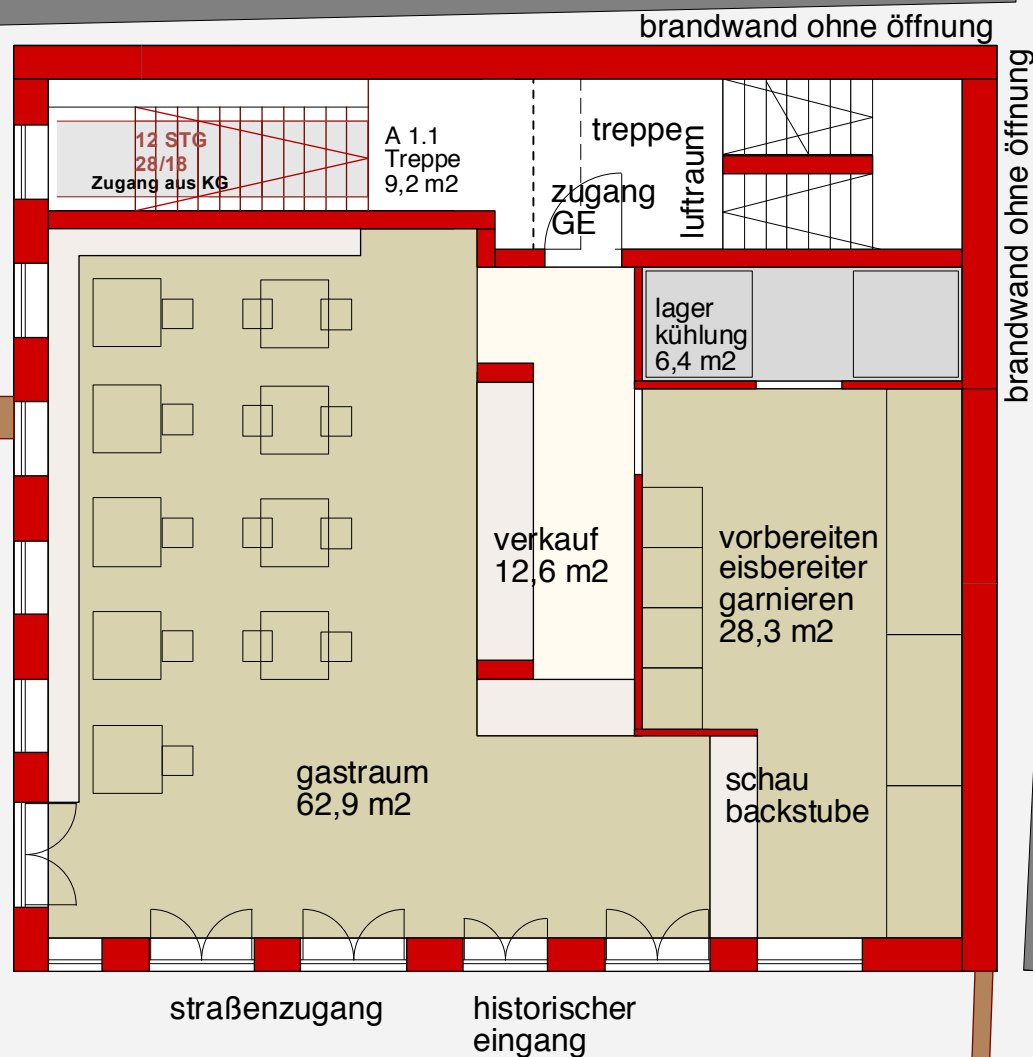 brandwand ohne öffnung
brandwand ohne öffnung
12 STG
28/18
Zugang aus KG
A 1.1
Treppe
9,2 m2
treppe
luftraum
zugang
GE
lager
kühlung
6,4 m2
verkauf
12,6 m2
vorbereiten
eisbereiter
garnieren
28,3 m2
gastraum
62,9 m2
schau
backstube
straßenzugang
historischer
eingang